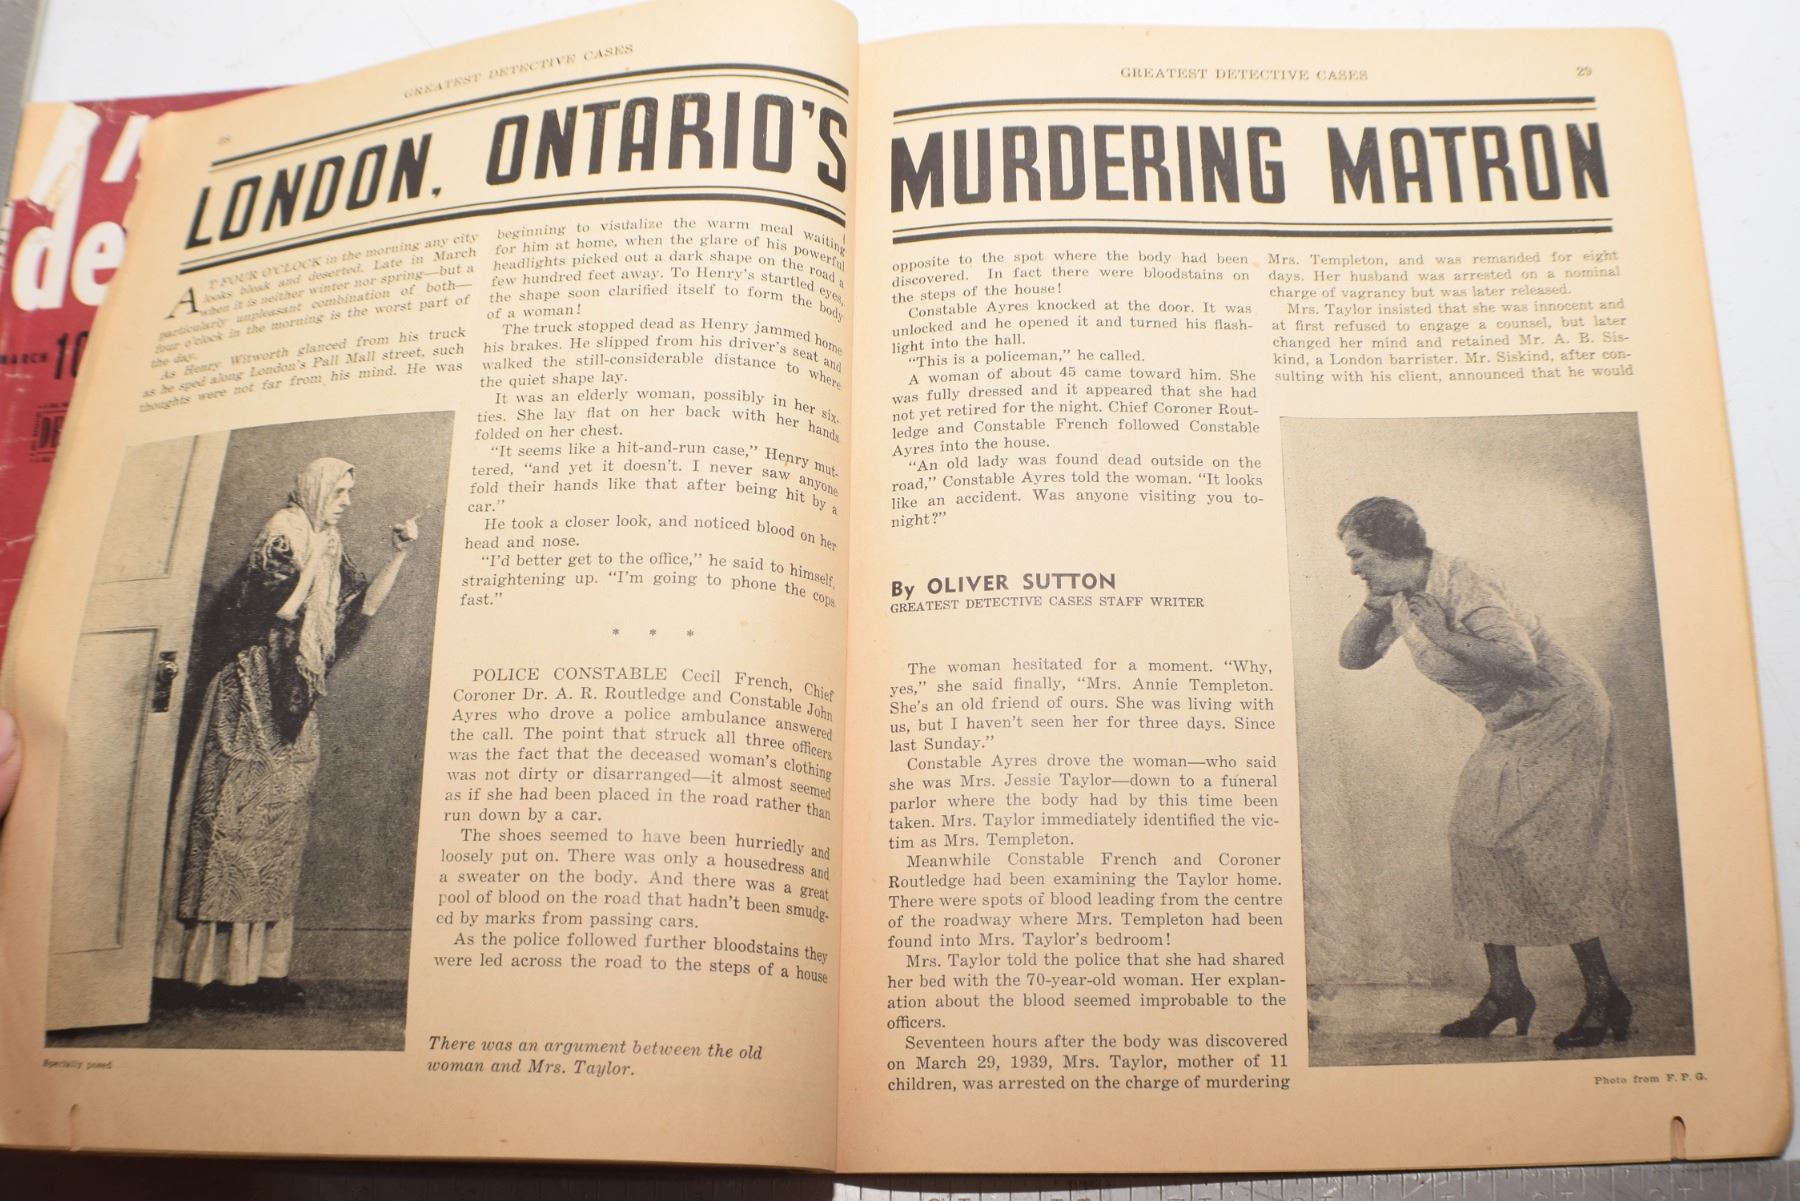 GREATEST DETECTIVE CASES
28
LONDON, ONTARIO'S
AT FOUR O'CLOCK in the morning any city
looks bleak and deserted. Late in March
when it is neither winter nor spring—but a
particularly unpleasant combination of both—
four o'clock in the morning is the worst part of
the day.
As Henry Witworth glanced from his truck
as he sped along London's Pall Mall street, such
thoughts were not far from his mind. He was
beginning to visualize the warm meal waiting
for him at home, when the glare of his powerful
headlights picked out a dark shape on the road a
few hundred feet away. To Henry's startled eyes,
the shape soon clarified itself to form the body
of a woman!
The truck stopped dead as Henry jammed home
his brakes. He slipped from his driver's seat and
walked the still-considerable distance to where
the quiet shape lay.
It was an elderly woman, possibly in her six-
ties. She lay flat on her back with her hands
folded on her chest.
"It seems like a hit-and-run case," Henry mut-
tered, "and yet it doesn't. I never saw anyone
fold their hands like that after being hit by a
car."
He took a closer look, and noticed blood on her
head and nose.
"I'd better get to the office," he said to himself,
straightening up. "I'm going to phone the cops
fast."
* * *
POLICE CONSTABLE Cecil French, Chief
Coroner Dr. A. R. Routledge and Constable John
Ayres who drove a police ambulance answered
the call. The point that struck all three officers
was the fact that the deceased woman's clothing
was not dirty or disarranged—it almost seemed
as if she had been placed in the road rather than
run down by a car.
The shoes seemed to have been hurriedly and
loosely put on. There was only a housedress and
a sweater on the body. And there was a great
pool of blood on the road that hadn't been smudg-
ed by marks from passing cars.
As the police followed further bloodstains they
were led across the road to the steps of a house
There was an argument between the old
woman and Mrs. Taylor.
Specially posed
GREATEST DETECTIVE CASES
29
MURDERING MATRON
opposite to the spot where the body had been
discovered. In fact there were bloodstains on
the steps of the house!
Constable Ayres knocked at the door. It was
unlocked and he opened it and turned his flash-
light into the hall.
"This is a policeman," he called.
A woman of about 45 came toward him. She
was fully dressed and it appeared that she had
not yet retired for the night. Chief Coroner Rout-
ledge and Constable French followed Constable
Ayres into the house.
"An old lady was found dead outside on the
road," Constable Ayres told the woman. "It looks
like an accident. Was anyone visiting you to-
night?"
By OLIVER SUTTON
GREATEST DETECTIVE CASES STAFF WRITER
The woman hesitated for a moment. "Why,
yes," she said finally, "Mrs. Annie Templeton.
She's an old friend of ours. She was living with
us, but I haven't seen her for three days. Since
last Sunday."
Constable Ayres drove the woman—who said
she was Mrs. Jessie Taylor—down to a funeral
parlor where the body had by this time been
taken. Mrs. Taylor immediately identified the vic-
tim as Mrs. Templeton.
Meanwhile Constable French and Coroner
Routledge had been examining the Taylor home.
There were spots of blood leading from the centre
of the roadway where Mrs. Templeton had been
found into Mrs. Taylor's bedroom!
Mrs. Taylor told the police that she had shared
her bed with the 70-year-old woman. Her explan-
ation about the blood seemed improbable to the
officers.
Seventeen hours after the body was discovered
on March 29, 1939, Mrs. Taylor, mother of 11
children, was arrested on the charge of murdering
Mrs. Templeton, and was remanded for eight
days. Her husband was arrested on a nominal
charge of vagrancy but was later released.
Mrs. Taylor insisted that she was innocent and
at first refused to engage a counsel, but later
changed her mind and retained Mr. A. B. Sis-
kind, a London barrister. Mr. Siskind, after con-
sulting with his client, announced that he would
Photo from F. P. G.
de
MARCH 10
DE